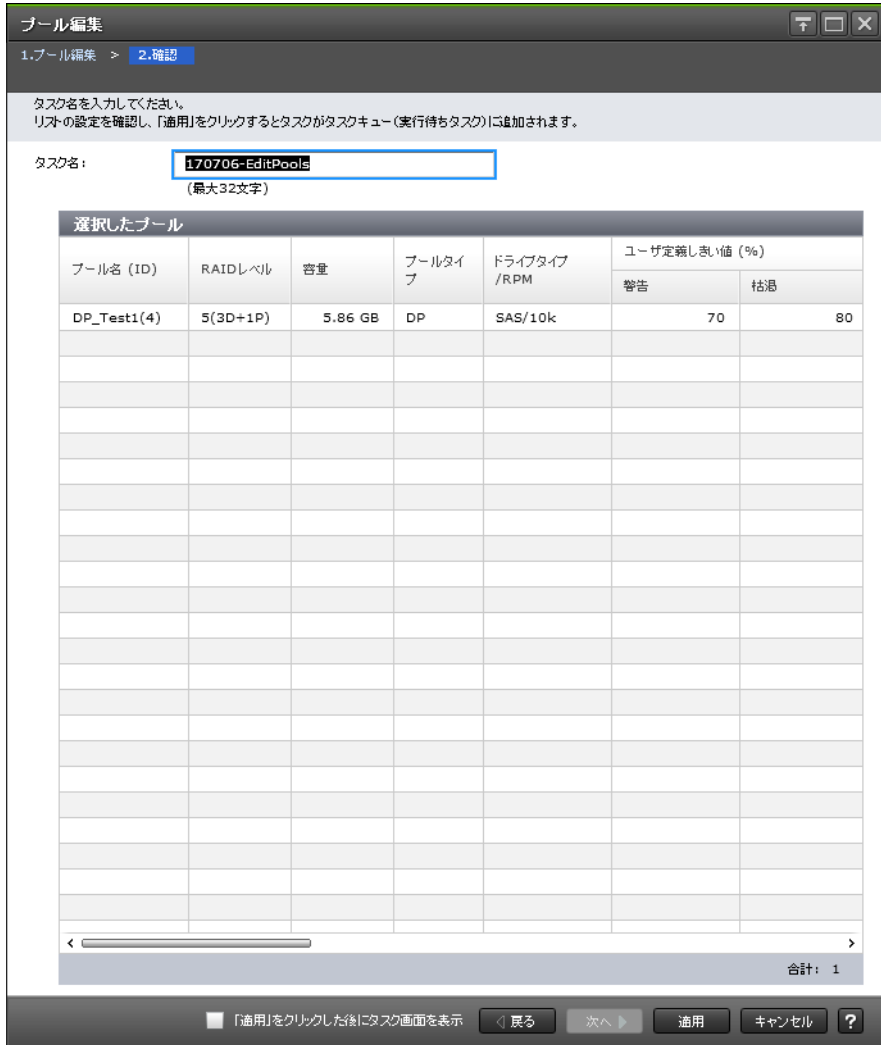 プール編集
1.プール編集 > 2.確認
タスク名を入力してください。
リストの設定を確認し、「適用」をクリックするとタスクがタスクキュー(実行待ちタスク)に追加されます。
タスク名: 170706-EditPools
(最大32文字)
選択したプール
プール名 (ID) RAIDレベル 容量 プールタイプ ドライブタイプ/RPM ユーザ定義しきい値 (%)
警告 枯渇
DP_Test1(4) 5(3D+1P) 5.86 GB DP SAS/10k 70 80
合計: 1
「適用」をクリックした後にタスク画面を表示 戻る 次へ 適用 キャンセル ?